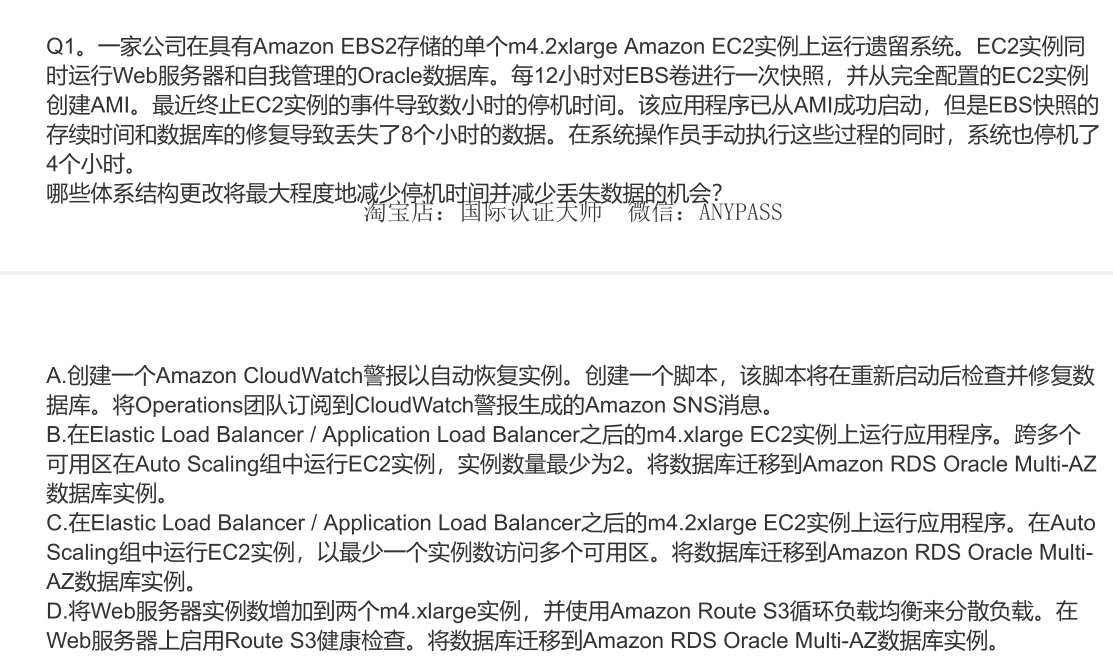 Q1。一家公司在具有Amazon EBS2存储的单个m4.2xlarge Amazon EC2实例上运行遗留系统。EC2实例同
时运行Web服务器和自我管理的Oracle数据库。每12小时对EBS卷进行一次快照，并从完全配置的EC2实例
创建AMI。最近终止EC2实例的事件导致数小时的停机时间。该应用程序已从AMI成功启动，但是EBS快照的
存续时间和数据库的修复导致丢失了8个小时的数据。在系统操作员手动执行这些过程的同时，系统也停机了
4个小时。
哪些体系结构更改将最大程度地减少停机时间并减少丢失数据的机会？
淘宝店：国际认证大师 微信：ANYPASS
A.创建一个Amazon CloudWatch警报以自动恢复实例。创建一个脚本，该脚本将在重新启动后检查并修复数
据库。将Operations团队订阅到CloudWatch警报生成的Amazon SNS消息。
B.在Elastic Load Balancer / Application Load Balancer之后的m4.xlarge EC2实例上运行应用程序。跨多个
可用区在Auto Scaling组中运行EC2实例，实例数量最少为2。将数据库迁移到Amazon RDS Oracle Multi-AZ
数据库实例。
C.在Elastic Load Balancer / Application Load Balancer之后的m4.2xlarge EC2实例上运行应用程序。在Auto
Scaling组中运行EC2实例，以最少一个实例数访问多个可用区。将数据库迁移到Amazon RDS Oracle Multi-
AZ数据库实例。
D.将Web服务器实例数增加到两个m4.xlarge实例，并使用Amazon Route S3循环负载均衡来分散负载。在
Web服务器上启用Route S3健康检查。将数据库迁移到Amazon RDS Oracle Multi-AZ数据库实例。